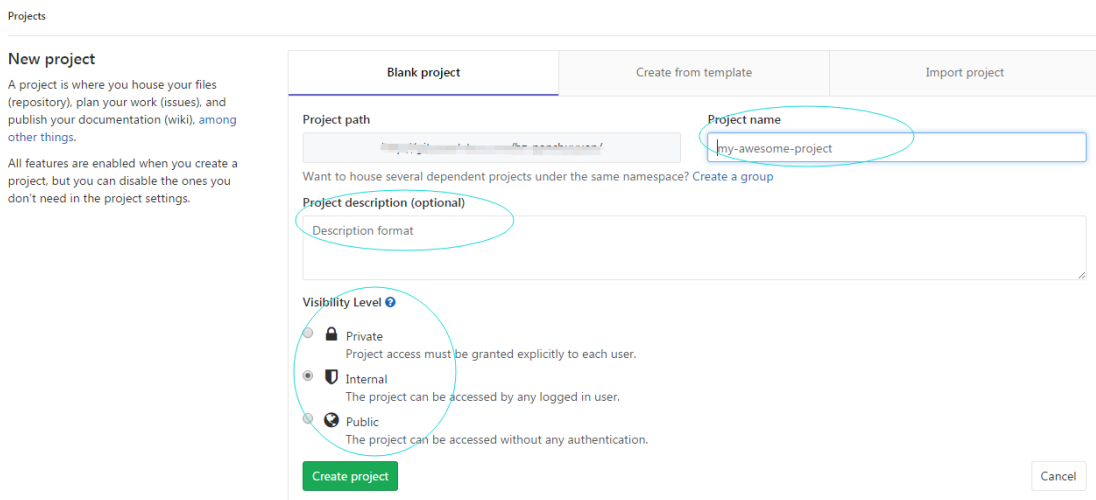 Projects
New project
A project is where you house your files
(repository), plan your work (issues), and
publish your documentation (wiki), among
other things.
All features are enabled when you create a
project, but you can disable the ones you
don't need in the project settings.
Blank project
Create from template
Import project
Project path
Project name
my-awesome-project
Want to house several dependent projects under the same namespace? Create a group
Project description (optional)
Description format
Visibility Level
Private
Project access must be granted explicitly to each user.
Internal
The project can be accessed by any logged in user.
Public
The project can be accessed without any authentication.
Create project
Cancel